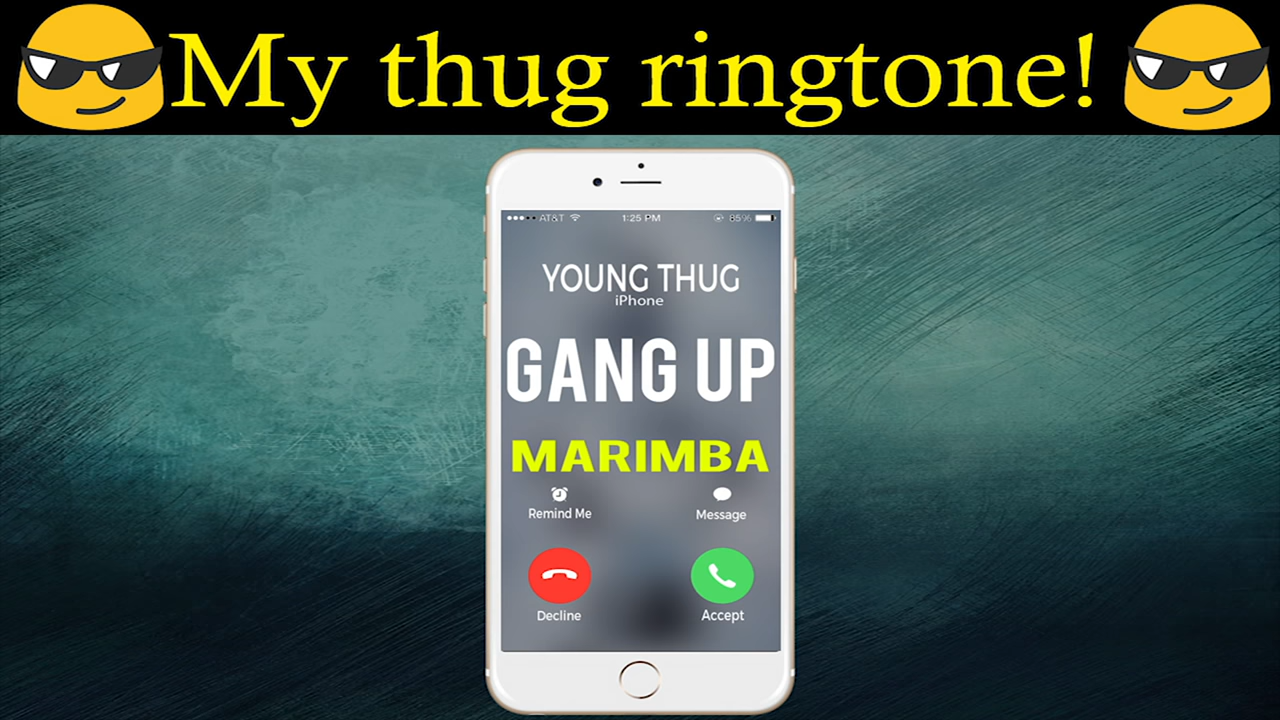 My thug ringtone!
AT&T 1:25 PM 85%
YOUNG THUG
iPhone
GANG UP
MARIMBA
Remind Me Message
Decline Accept